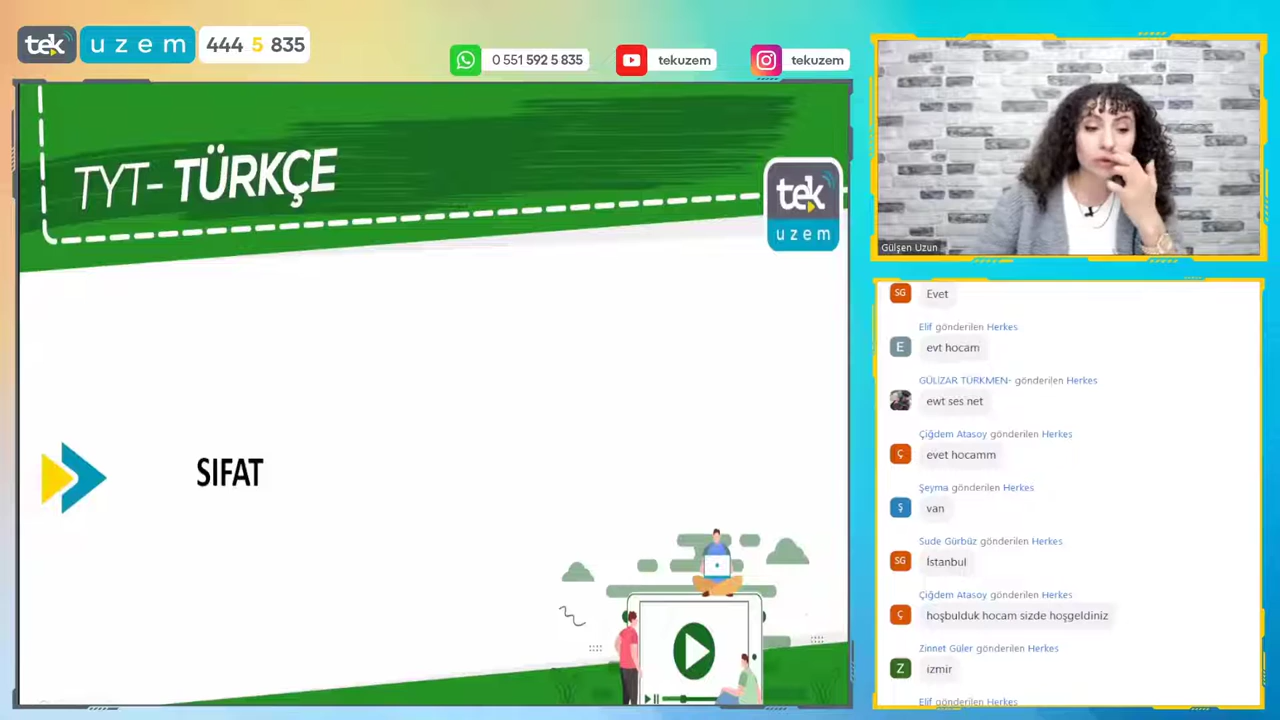 tek uzem 444 5 835
0 551 592 5 835
tekuzem
tekuzem
TYT- TÜRKÇE
tek
uzem
SIFAT
Gülşen Uzun
SG Evet
Elif gönderilen Herkes
E evt hocam
GÜLİZAR TÜRKMEN- gönderilen Herkes
ewt ses net
Çiğdem Atasoy gönderilen Herkes
Ç evet hocamm
Şeyma gönderilen Herkes
Ş van
Sude Gürbüz gönderilen Herkes
SG İstanbul
Çiğdem Atasoy gönderilen Herkes
Ç hoşbulduk hocam sizde hoşgeldiniz
Zinnet Güler gönderilen Herkes
Z izmir
Elif gönderilen Herkes